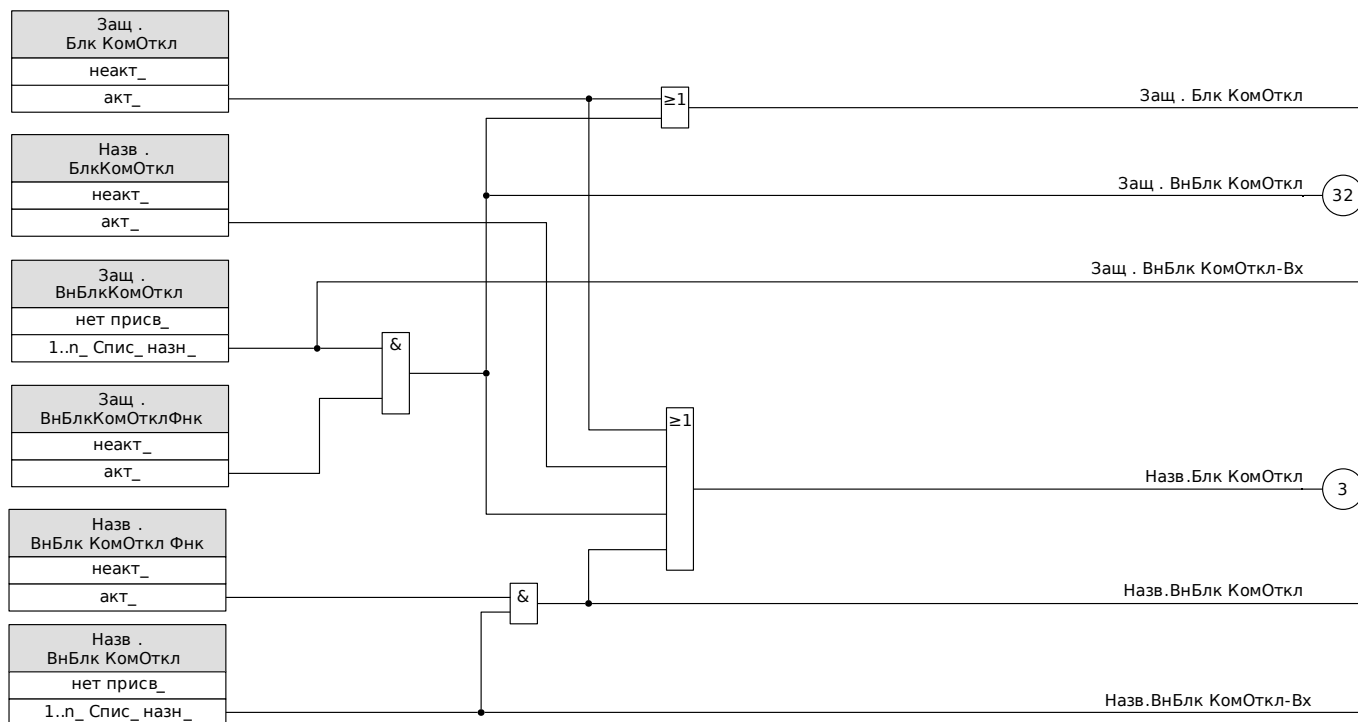 Защ .
Блк КомОткл
неакт_
акт_
≥1
Защ . Блк КомОткл
Назв .
БлкКомОткл
неакт_
акт_
Защ . ВнБлк КомОткл
32
Защ .
ВнБлкКомОткл
нет присв_
1..n_ Спис_ назн_
Защ . ВнБлк КомОткл-Вх
&
Защ .
ВнБлкКомОтклФнк
неакт_
акт_
≥1
Назв.Блк КомОткл
3
Назв .
ВнБлк КомОткл Фнк
неакт_
акт_
&
Назв.ВнБлк КомОткл
Назв .
ВнБлк КомОткл
нет присв_
1..n_ Спис_ назн_
Назв.ВнБлк КомОткл-Вх